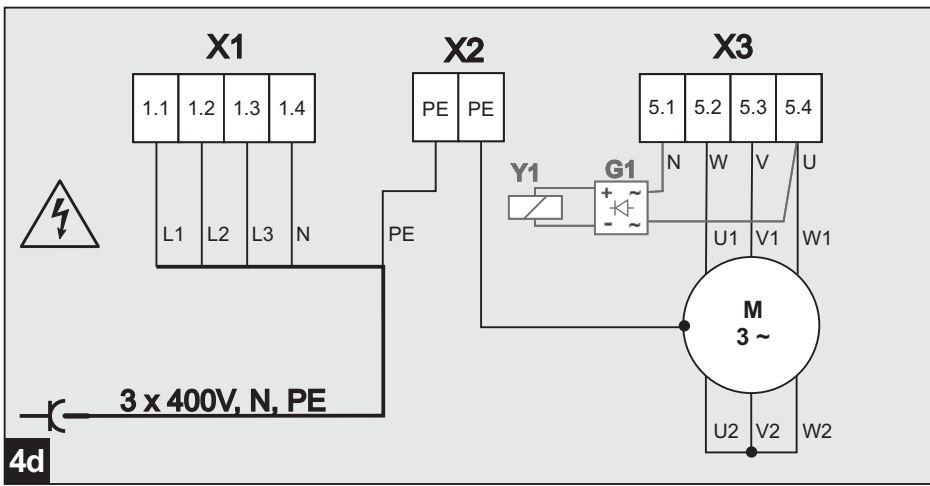 X1 X2 X3
1.1 1.2 1.3 1.4 PE PE 5.1 5.2 5.3 5.4
Y1 G1 N W V U
+ ~
- ~
L1 L2 L3 N PE U1 V1 W1
M
3 ~
3 x 400V, N, PE
U2 V2 W2
4d